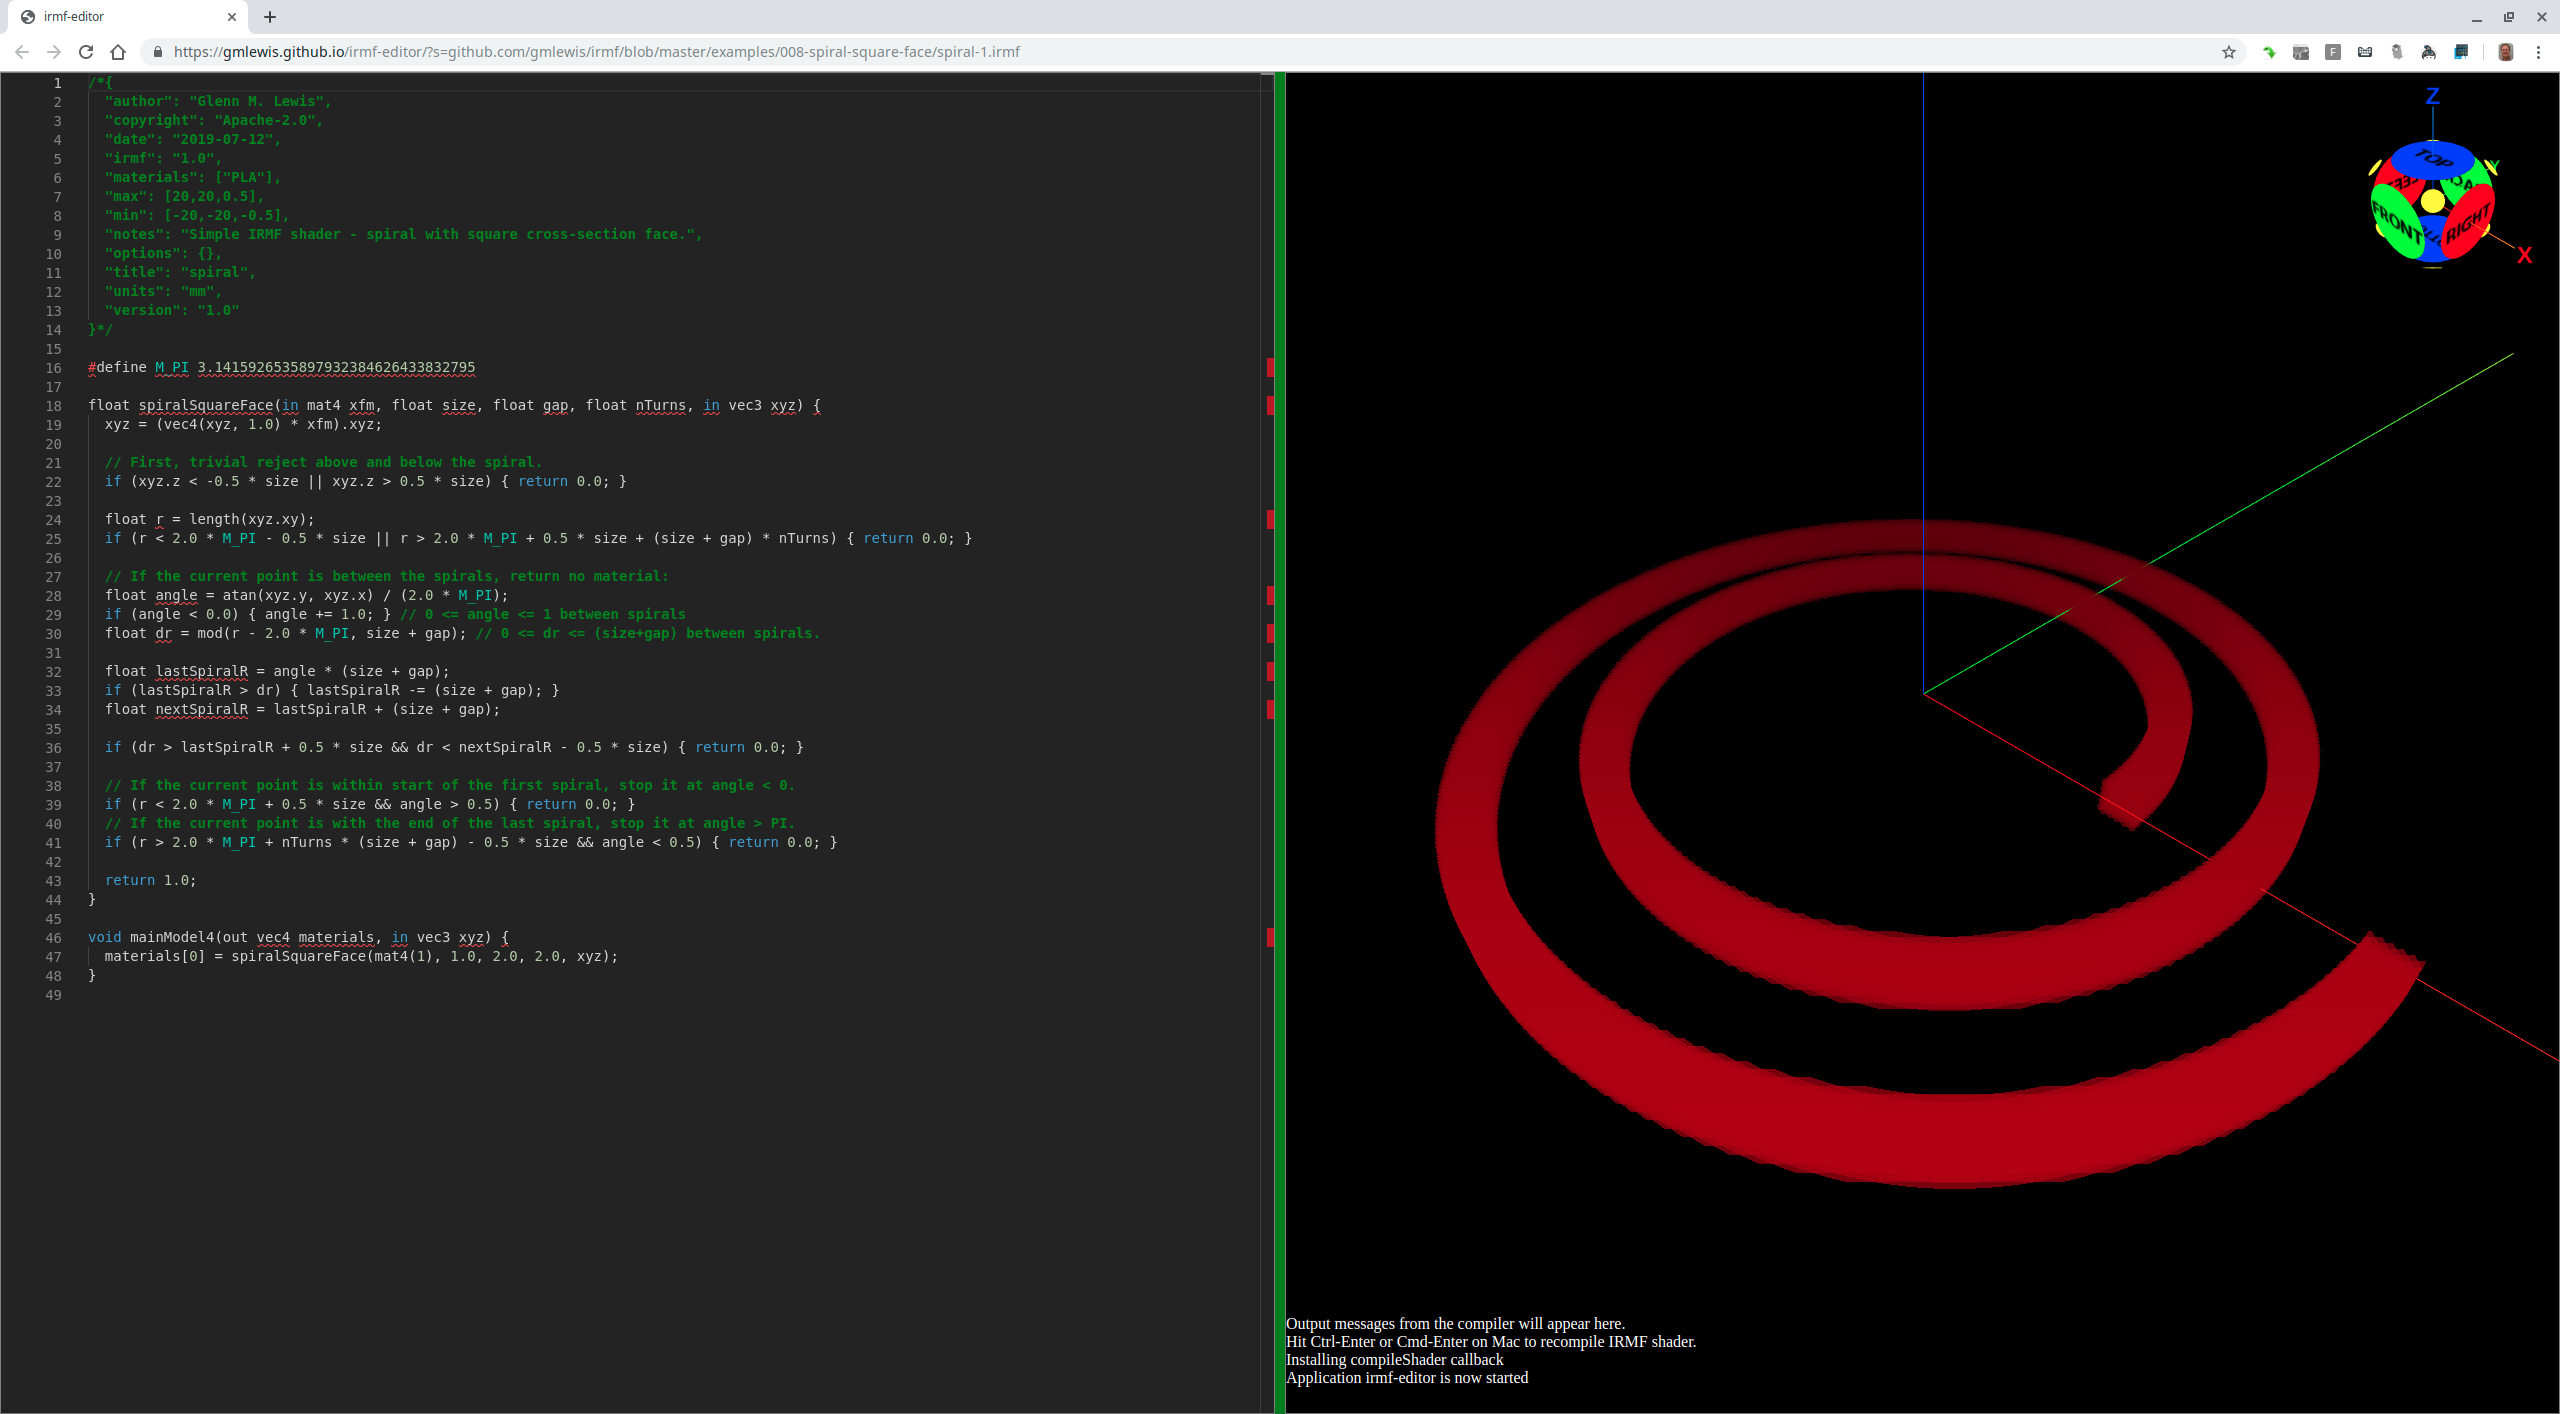 irmf-editor
https://gmlewis.github.io/irmf-editor/?s=github.com/gmlewis/irmf/blob/master/examples/008-spiral-square-face/spiral-1.irmf
F
1 /*{
2   "author": "Glenn M. Lewis",
3   "copyright": "Apache-2.0",
4   "date": "2019-07-12",
5   "irmf": "1.0",
6   "materials": ["PLA"],
7   "max": [20,20,0.5],
8   "min": [-20,-20,-0.5],
9   "notes": "Simple IRMF shader - spiral with square cross-section face.",
10   "options": {},
11   "title": "spiral",
12   "units": "mm",
13   "version": "1.0"
14 }*/
15
16 #define M_PI 3.1415926535897932384626433832795
17
18 float spiralSquareFace(in mat4 xfm, float size, float gap, float nTurns, in vec3 xyz) {
19   xyz = (vec4(xyz, 1.0) * xfm).xyz;
20
21   // First, trivial reject above and below the spiral.
22   if (xyz.z < -0.5 * size || xyz.z > 0.5 * size) { return 0.0; }
23
24   float r = length(xyz.xy);
25   if (r < 2.0 * M_PI - 0.5 * size || r > 2.0 * M_PI + 0.5 * size + (size + gap) * nTurns) { return 0.0; }
26
27   // If the current point is between the spirals, return no material:
28   float angle = atan(xyz.y, xyz.x) / (2.0 * M_PI);
29   if (angle < 0.0) { angle += 1.0; } // 0 <= angle <= 1 between spirals
30   float dr = mod(r - 2.0 * M_PI, size + gap); // 0 <= dr <= (size+gap) between spirals.
31
32   float lastSpiralR = angle * (size + gap);
33   if (lastSpiralR > dr) { lastSpiralR -= (size + gap); }
34   float nextSpiralR = lastSpiralR + (size + gap);
35
36   if (dr > lastSpiralR + 0.5 * size && dr < nextSpiralR - 0.5 * size) { return 0.0; }
37
38   // If the current point is within start of the first spiral, stop it at angle < 0.
39   if (r < 2.0 * M_PI + 0.5 * size && angle > 0.5) { return 0.0; }
40   // If the current point is with the end of the last spiral, stop it at angle > PI.
41   if (r > 2.0 * M_PI + nTurns * (size + gap) - 0.5 * size && angle < 0.5) { return 0.0; }
42
43   return 1.0;
44 }
45
46 void mainModel4(out vec4 materials, in vec3 xyz) {
47   materials[0] = spiralSquareFace(mat4(1), 1.0, 2.0, 2.0, xyz);
48 }
49
Z
TOP
Y
FRONT
RIGHT
X
Output messages from the compiler will appear here.
Hit Ctrl-Enter or Cmd-Enter on Mac to recompile IRMF shader.
Installing compileShader callback
Application irmf-editor is now started